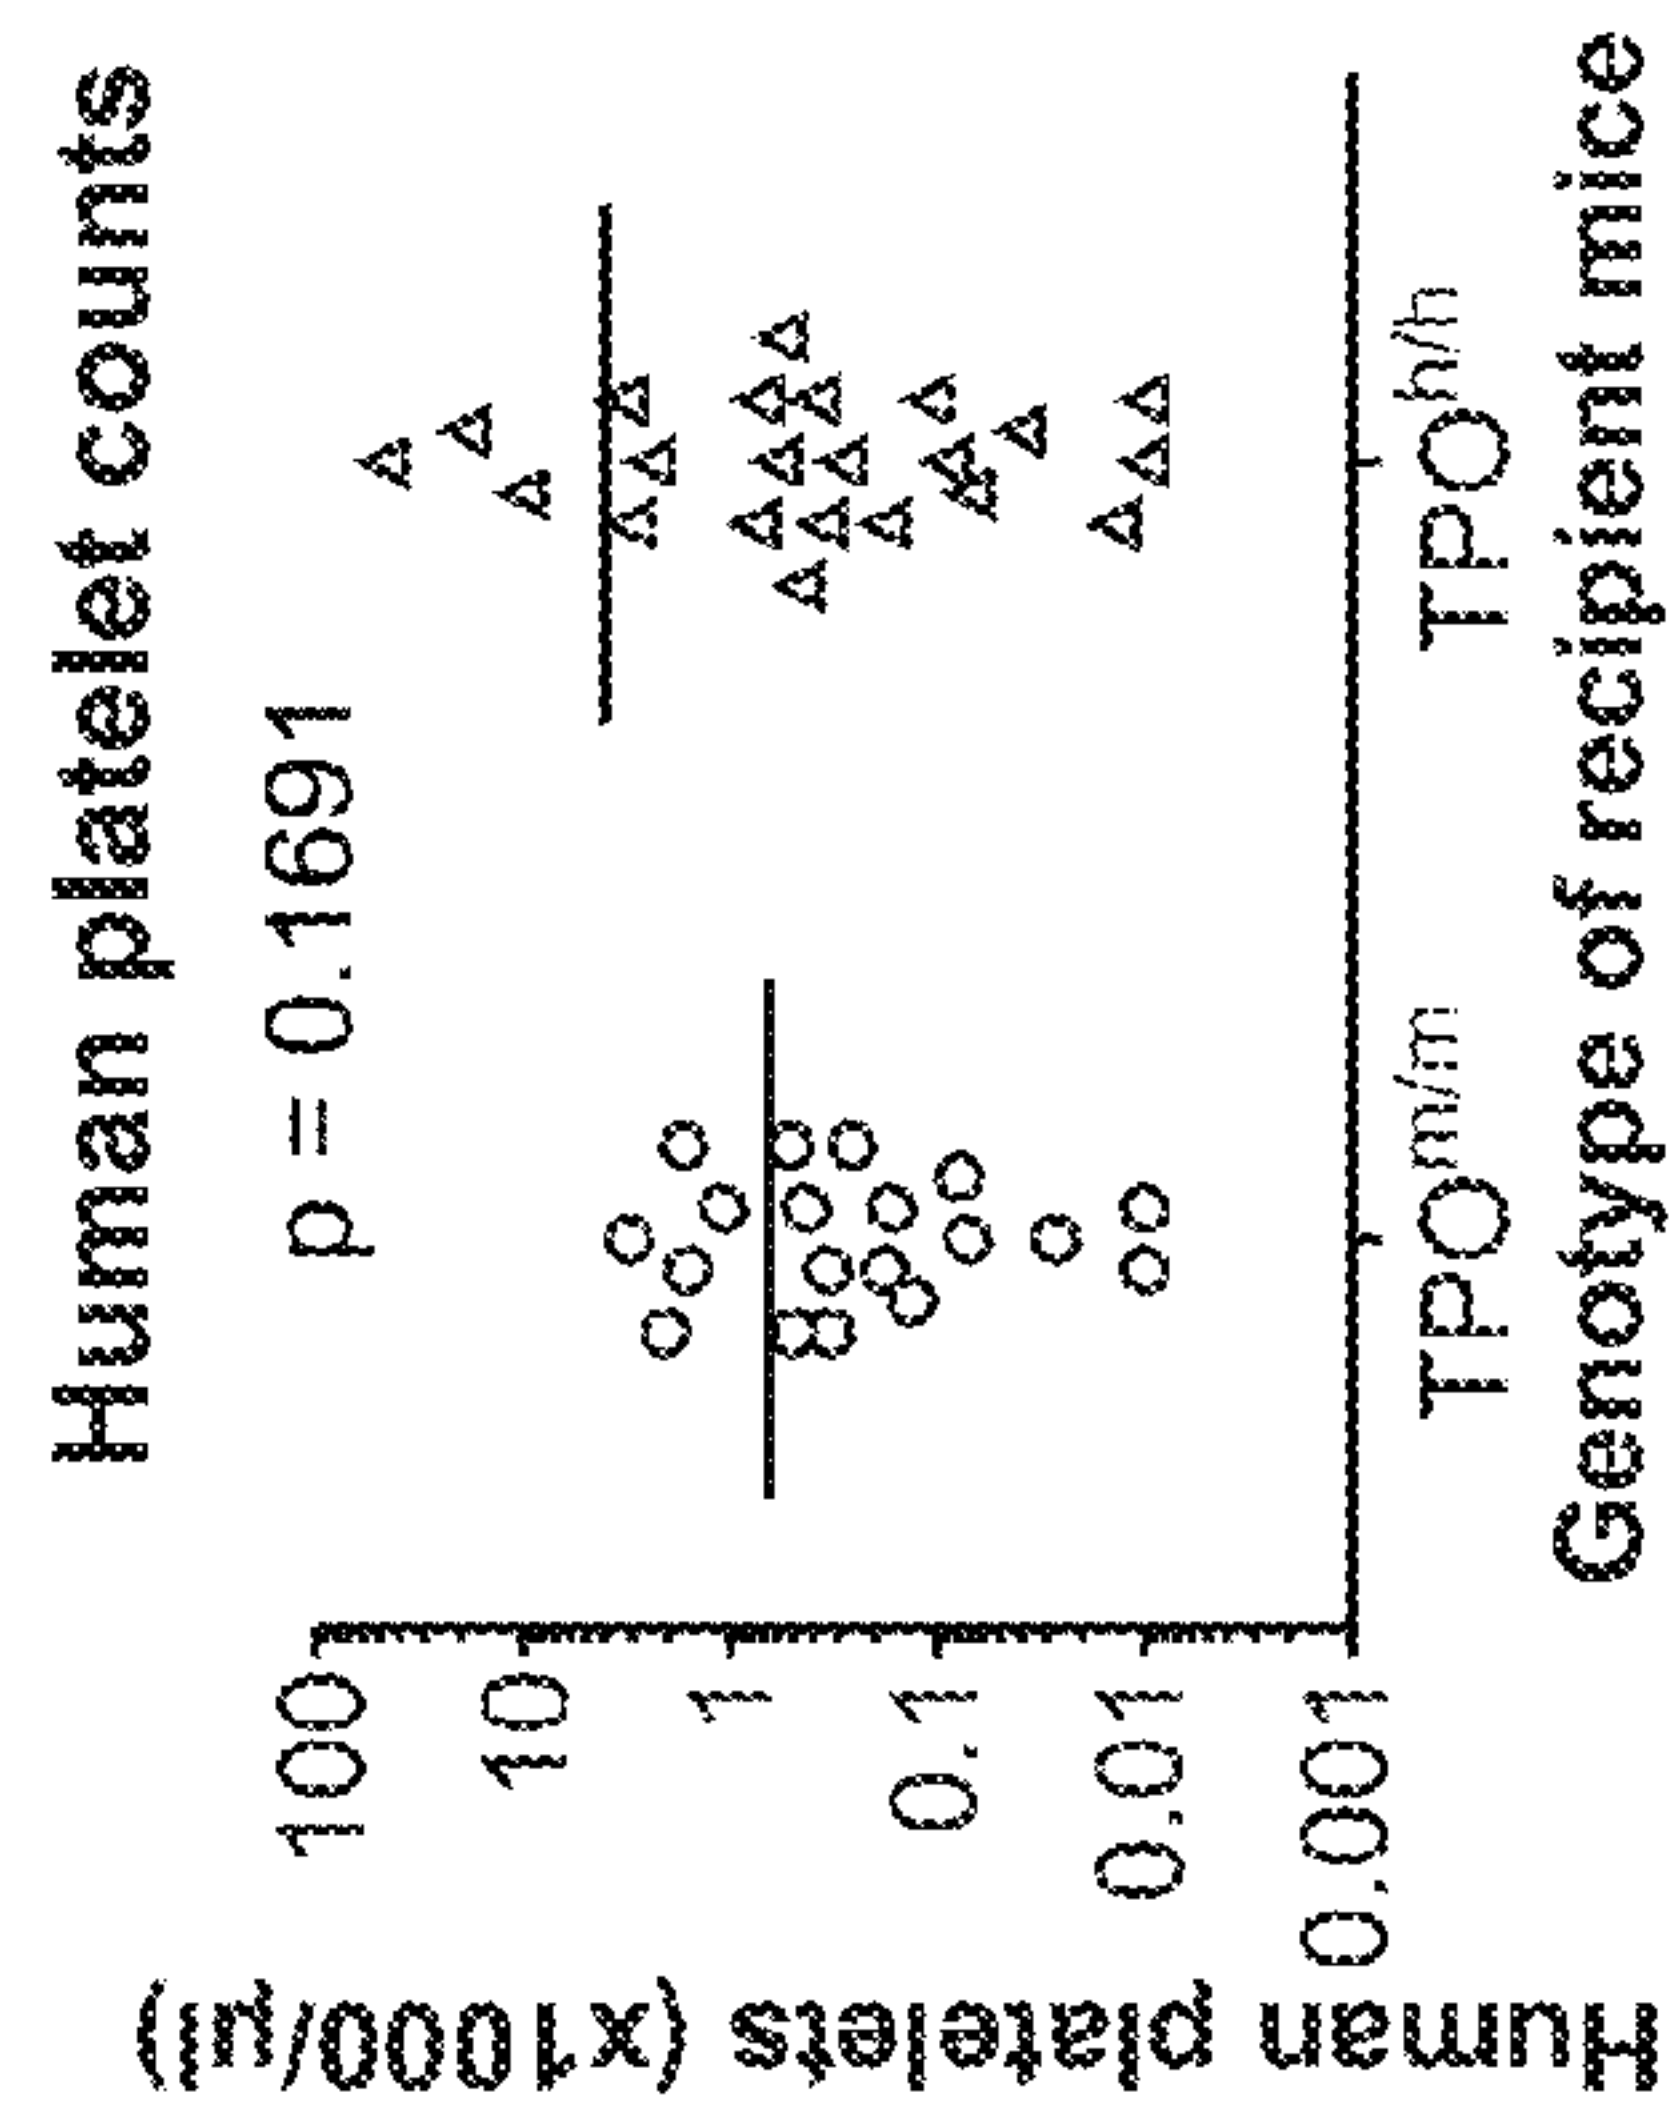 Human platelet counts
p = 0.1691
Human platelets (x1000/µl)
100
10
1
0.1
0.01
0.001
TPO^m/m
TPO^h/h
Genotype of recipient mice